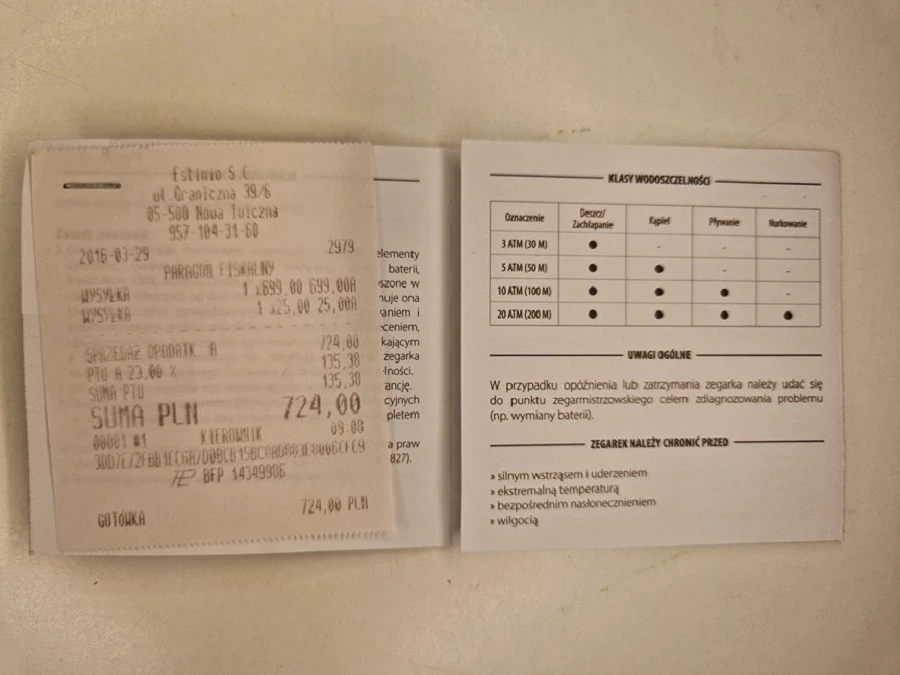 Estinio S.C.
ul.Graniczna 39/6
05-500 Nowa Iwiczna
957-104-31-60
2016-03-29 2979
PARAGON FISKALNY
WYSYŁKA 1 x699,00 699,00A
WYSYŁKA 1 x25,00 25,00A
SPRZEDAŻ OPODATK. A 724,00
PTU A 23,00 % 135,38
SUMA PTU 135,38
SUMA PLN 724,00
00001 #1 KIEROWNIK 09:08
BFP 14349986
GOTÓWKA 724,00 PLN
elementy
baterii,
szone w
nuje ona
aniem i
ceniem,
kającym
zegarka
lności.
ancję.
cyjnych
pletem
a praw
827).
KLASY WODOSZCZELNOŚCI
Oznaczenie Deszcz/ Zachlapanie Kąpiel Pływanie Nurkowanie
3 ATM (30 M) ● – – –
5 ATM (50 M) ● ● – –
10 ATM (100 M) ● ● ● –
20 ATM (200 M) ● ● ● ●
UWAGI OGÓLNE
W przypadku opóźnienia lub zatrzymania zegarka należy udać się
do punktu zegarmistrzowskiego celem zdiagnozowania problemu
(np. wymiany baterii).
ZEGAREK NALEŻY CHRONIĆ PRZED
» silnym wstrząsem i uderzeniem
» ekstremalną temperaturą
» bezpośrednim nasłonecznieniem
» wilgocią